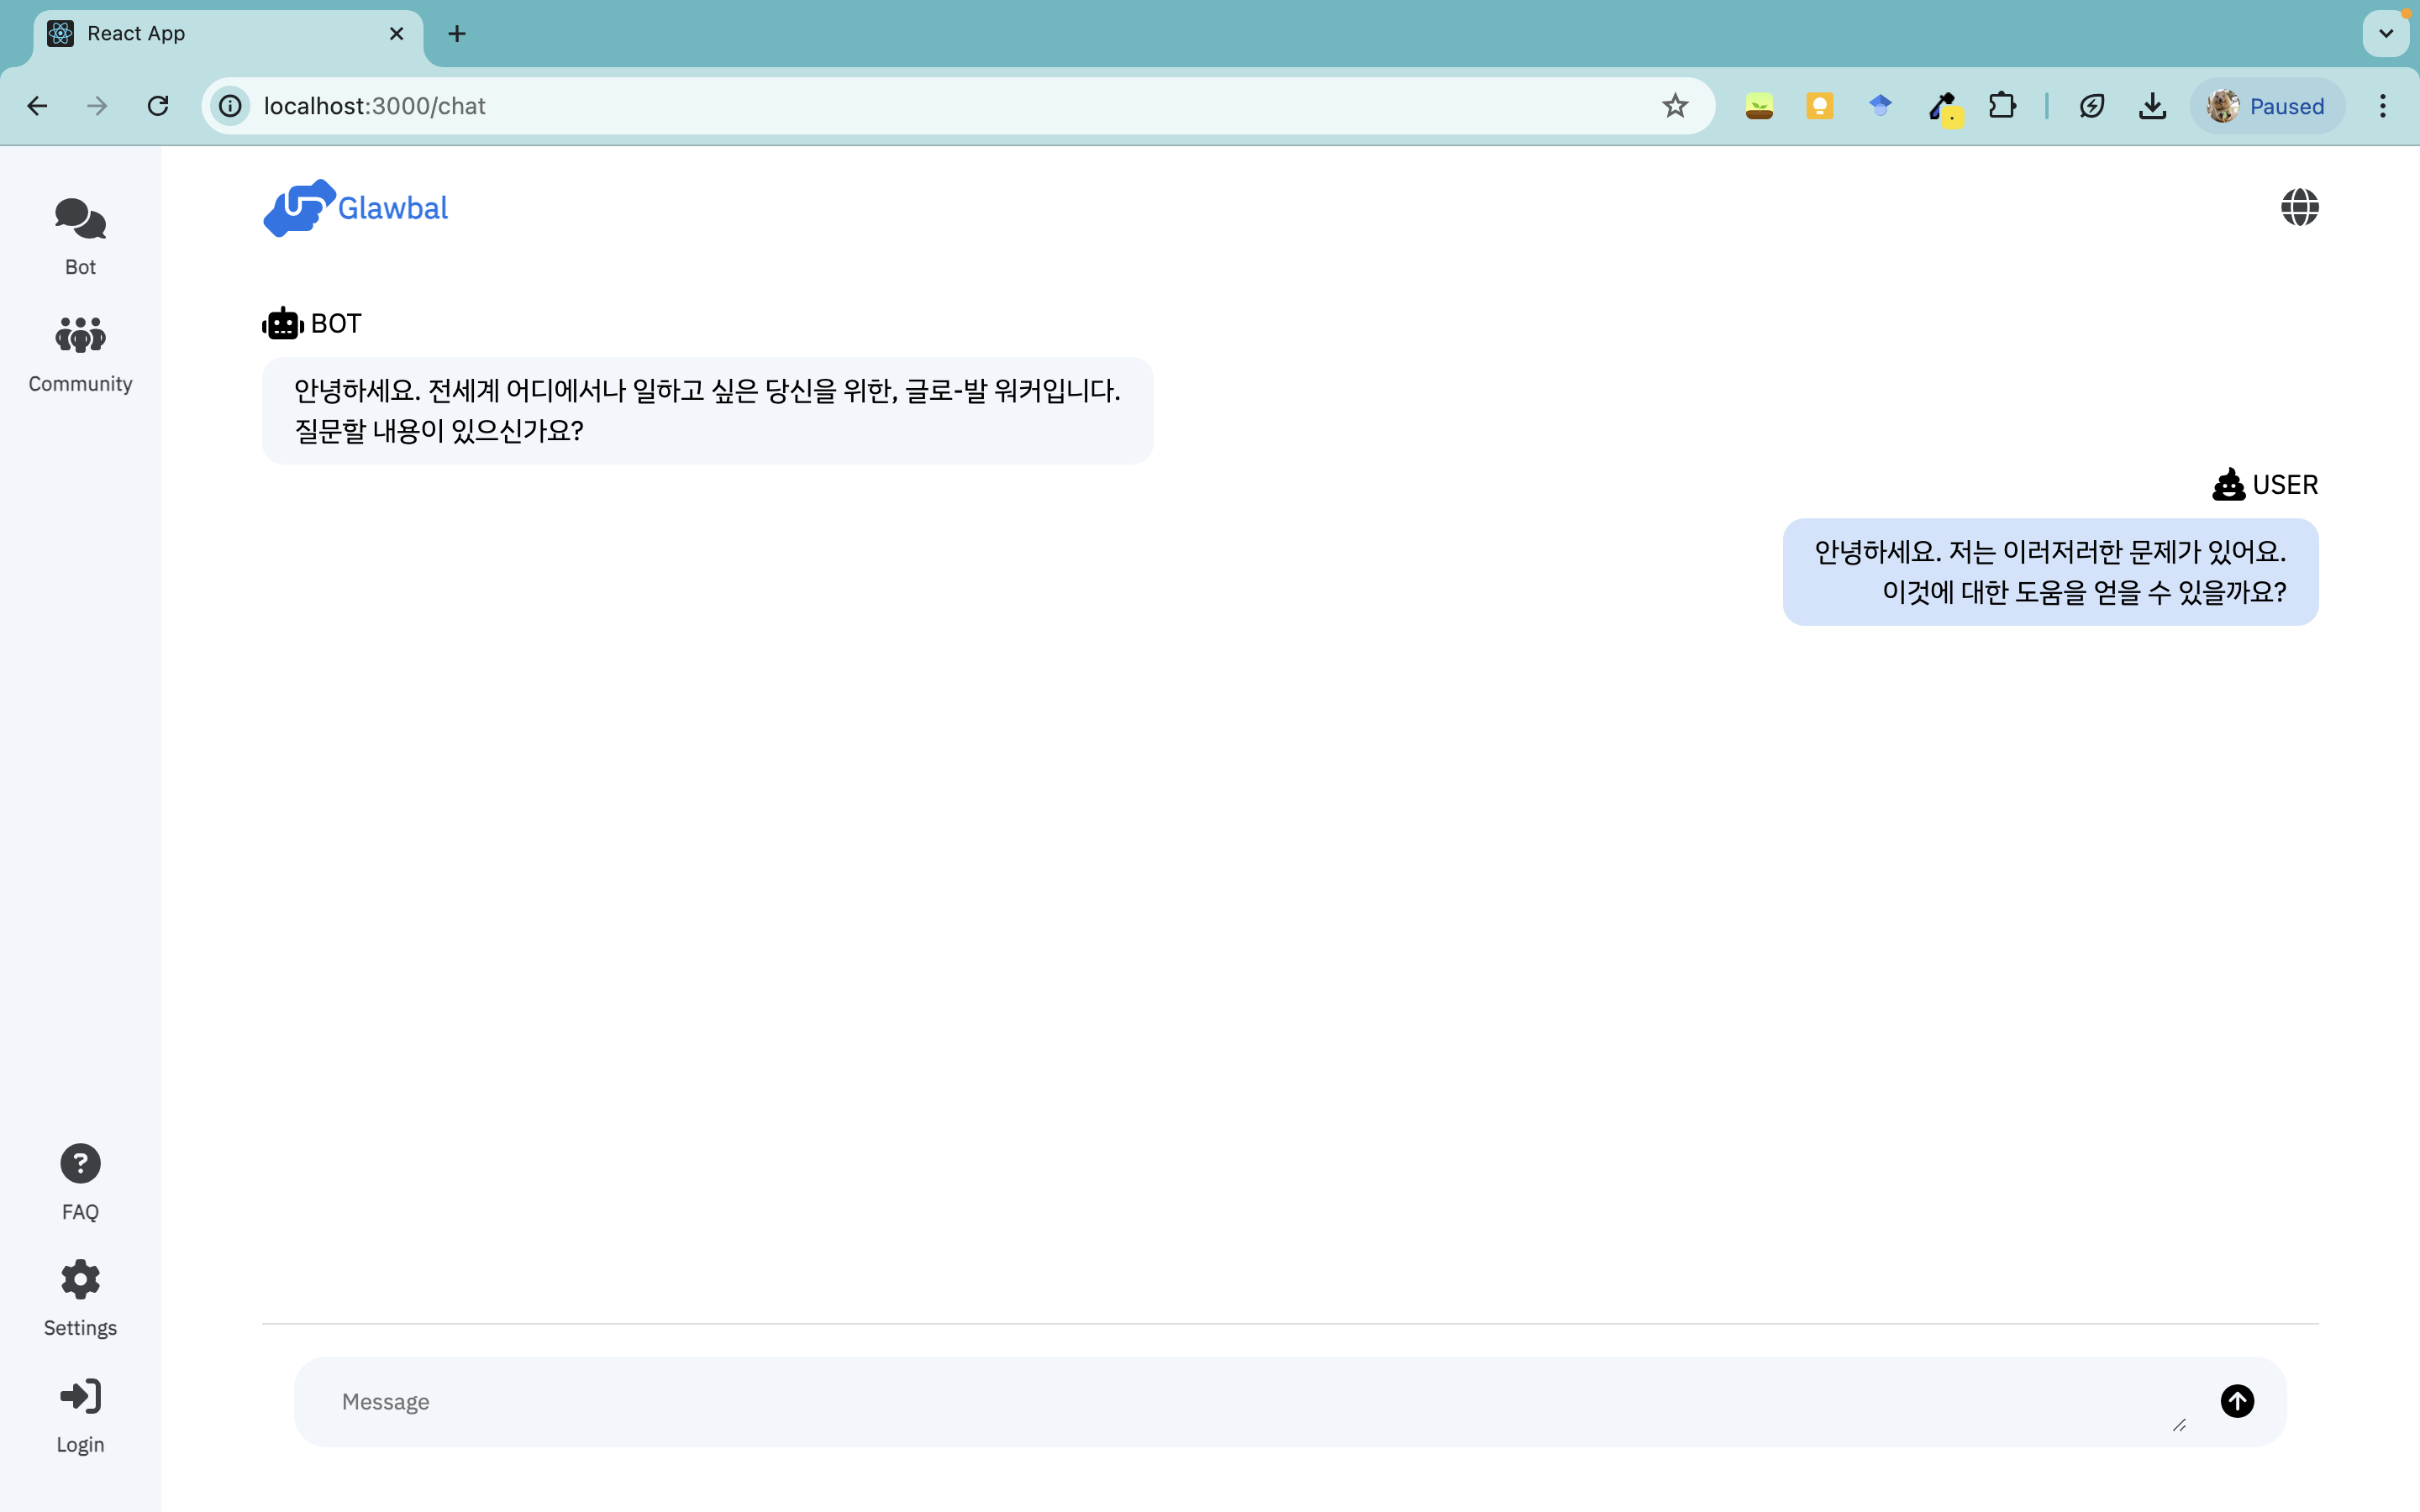 React App
localhost:3000/chat
Paused
Glawbal
Bot
Community
BOT
안녕하세요. 전세계 어디에서나 일하고 싶은 당신을 위한, 글로-발 워커입니다.
질문할 내용이 있으신가요?
USER
안녕하세요. 저는 이러저러한 문제가 있어요.
이것에 대한 도움을 얻을 수 있을까요?
FAQ
Settings
Login
Message